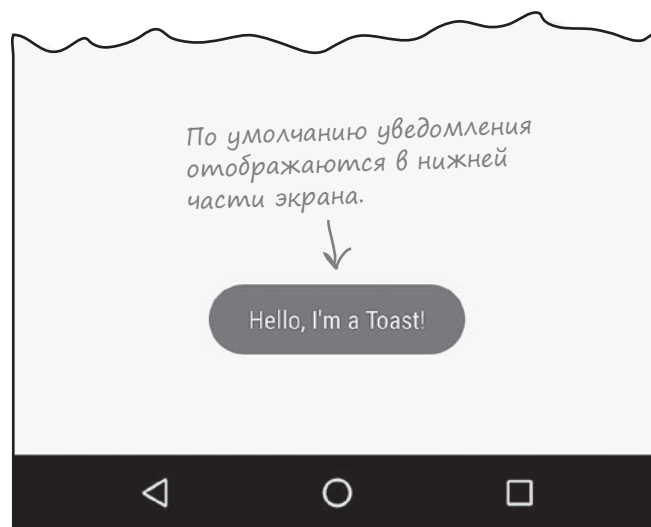 По умолчанию уведомления
отображаются в нижней
части экрана.
Hello, I'm a Toast!